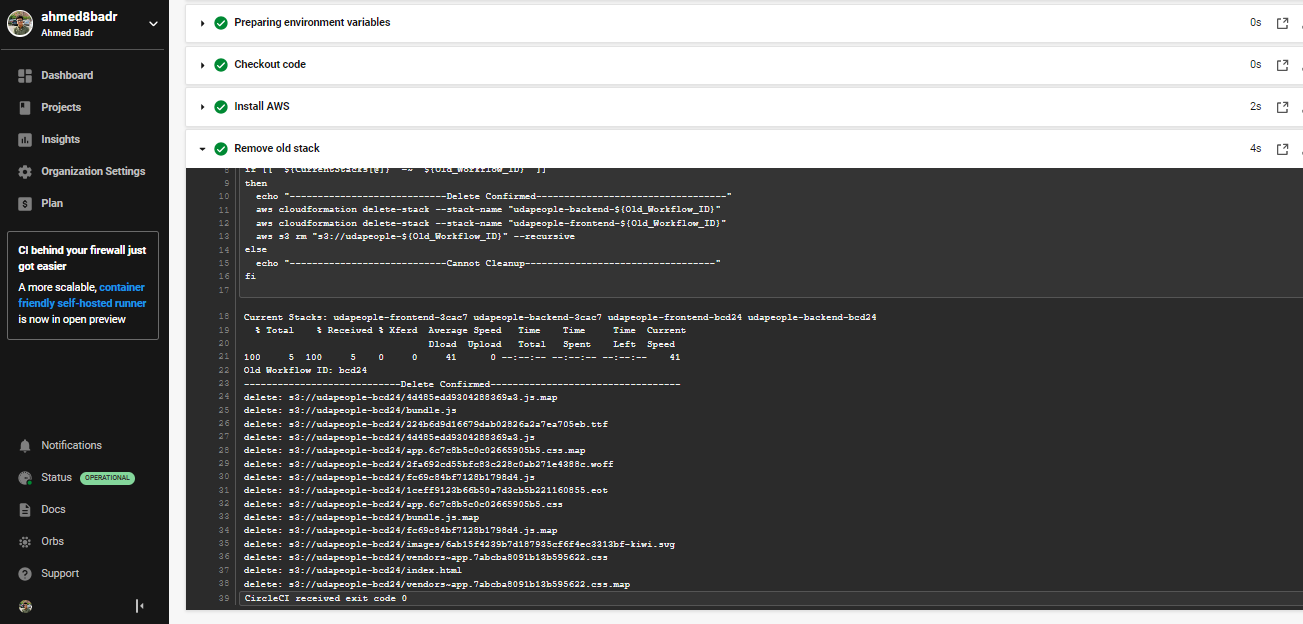 ahmed8badr
Ahmed Badr
Dashboard
Projects
Insights
Organization Settings
Plan
CI behind your firewall just
got easier
A more scalable, container
friendly self-hosted runner
is now in open preview
Notifications
Status OPERATIONAL
Docs
Orbs
Support
Preparing environment variables 0s
Checkout code 0s
Install AWS 2s
Remove old stack 4s
8 if [[ "${CurrentStacks[@]}" =~ "${Old_Workflow_ID}" ]]
9 then
10 echo "----------------------------Delete Confirmed----------------------------------"
11 aws cloudformation delete-stack --stack-name "udapeople-backend-${Old_Workflow_ID}"
12 aws cloudformation delete-stack --stack-name "udapeople-frontend-${Old_Workflow_ID}"
13 aws s3 rm "s3://udapeople-${Old_Workflow_ID}" --recursive
14 else
15 echo "----------------------------Cannot Cleanup----------------------------------"
16 fi
17
18 Current Stacks: udapeople-frontend-3cac7 udapeople-backend-3cac7 udapeople-frontend-bcd24 udapeople-backend-bcd24
19 % Total % Received % Xferd Average Speed Time Time Time Current
20 Dload Upload Total Spent Left Speed
21 100 5 100 5 0 0 41 0 --:--:-- --:--:-- --:--:-- 41
22 Old Workflow ID: bcd24
23 ----------------------------Delete Confirmed----------------------------------
24 delete: s3://udapeople-bcd24/4d485edd9304288369a3.js.map
25 delete: s3://udapeople-bcd24/bundle.js
26 delete: s3://udapeople-bcd24/224b6d9d16679dab02826a2a7ea705eb.ttf
27 delete: s3://udapeople-bcd24/4d485edd9304288369a3.js
28 delete: s3://udapeople-bcd24/app.6c7c8b5c0c02665905b5.css.map
29 delete: s3://udapeople-bcd24/2fa692cd55bfc83c228c0ab271e4388c.woff
30 delete: s3://udapeople-bcd24/fc69c84bf7128b1798d4.js
31 delete: s3://udapeople-bcd24/1ceff9123b66b50a7d3cb5b221160855.eot
32 delete: s3://udapeople-bcd24/app.6c7c8b5c0c02665905b5.css
33 delete: s3://udapeople-bcd24/bundle.js.map
34 delete: s3://udapeople-bcd24/fc69c84bf7128b1798d4.js.map
35 delete: s3://udapeople-bcd24/images/6ab15f4239b7d187935cf6f4ec3313bf-kiwi.svg
36 delete: s3://udapeople-bcd24/vendors~app.7abcba8091b13b595622.css
37 delete: s3://udapeople-bcd24/index.html
38 delete: s3://udapeople-bcd24/vendors~app.7abcba8091b13b595622.css.map
39 CircleCI received exit code 0